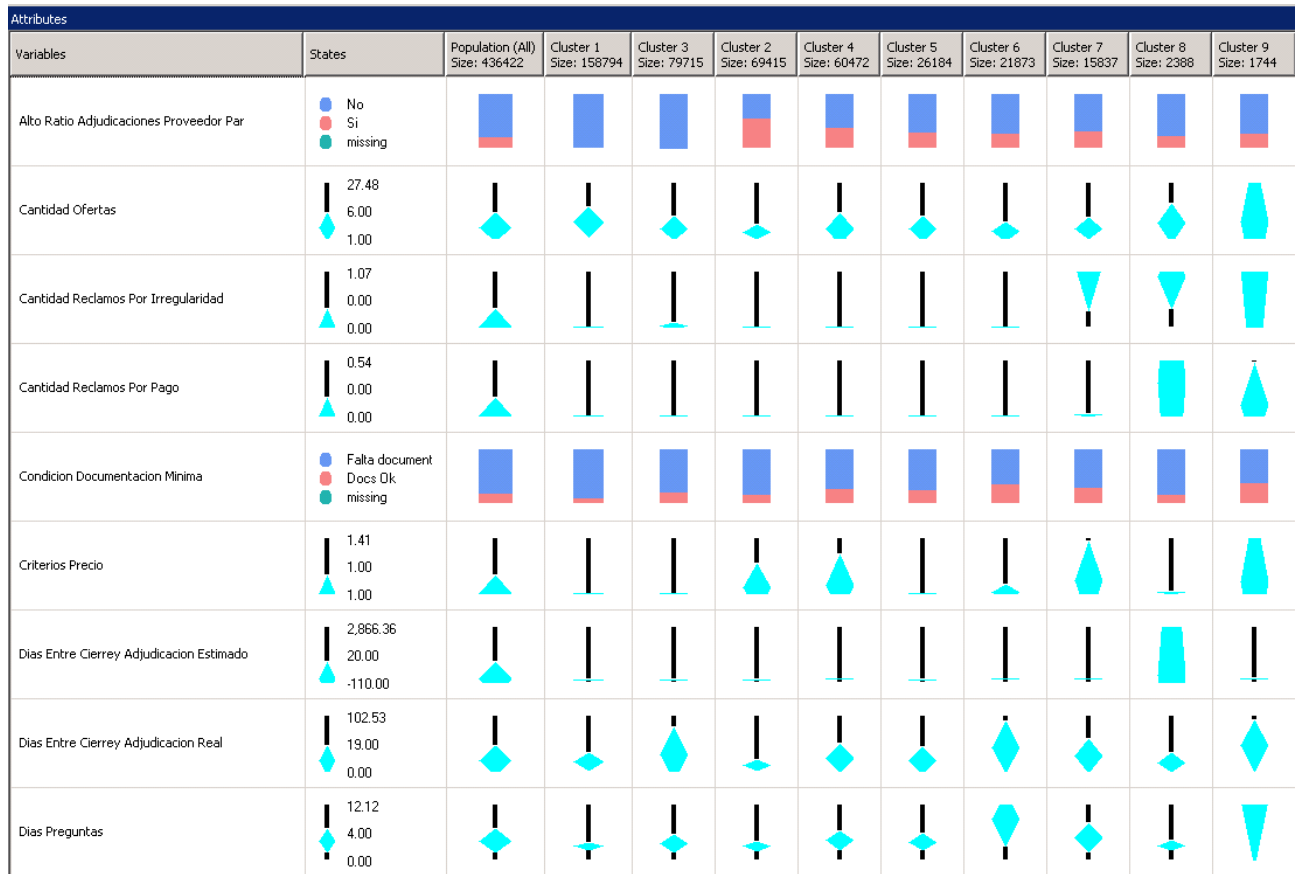 Attributes
Variables
States
Population (All)
Size: 436422
Cluster 1
Size: 158794
Cluster 3
Size: 79715
Cluster 2
Size: 69415
Cluster 4
Size: 60472
Cluster 5
Size: 26184
Cluster 6
Size: 21873
Cluster 7
Size: 15837
Cluster 8
Size: 2388
Cluster 9
Size: 1744
Alto Ratio Adjudicaciones Proveedor Par
No
Si
missing
Cantidad Ofertas
27.48
6.00
1.00
Cantidad Reclamos Por Irregularidad
1.07
0.00
0.00
Cantidad Reclamos Por Pago
0.54
0.00
0.00
Condicion Documentacion Minima
Falta document
Docs Ok
missing
Criterios Precio
1.41
1.00
1.00
Dias Entre Cierrey Adjudicacion Estimado
2,866.36
20.00
-110.00
Dias Entre Cierrey Adjudicacion Real
102.53
19.00
0.00
Dias Preguntas
12.12
4.00
0.00